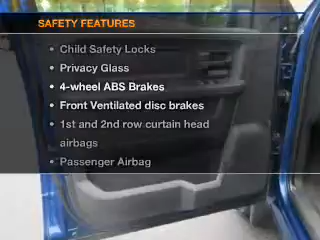 SAFETY FEATURES
• Child Safety Locks
• Privacy Glass
• 4-wheel ABS Brakes
• Front Ventilated disc brakes
• 1st and 2nd row curtain head
airbags
• Passenger Airbag